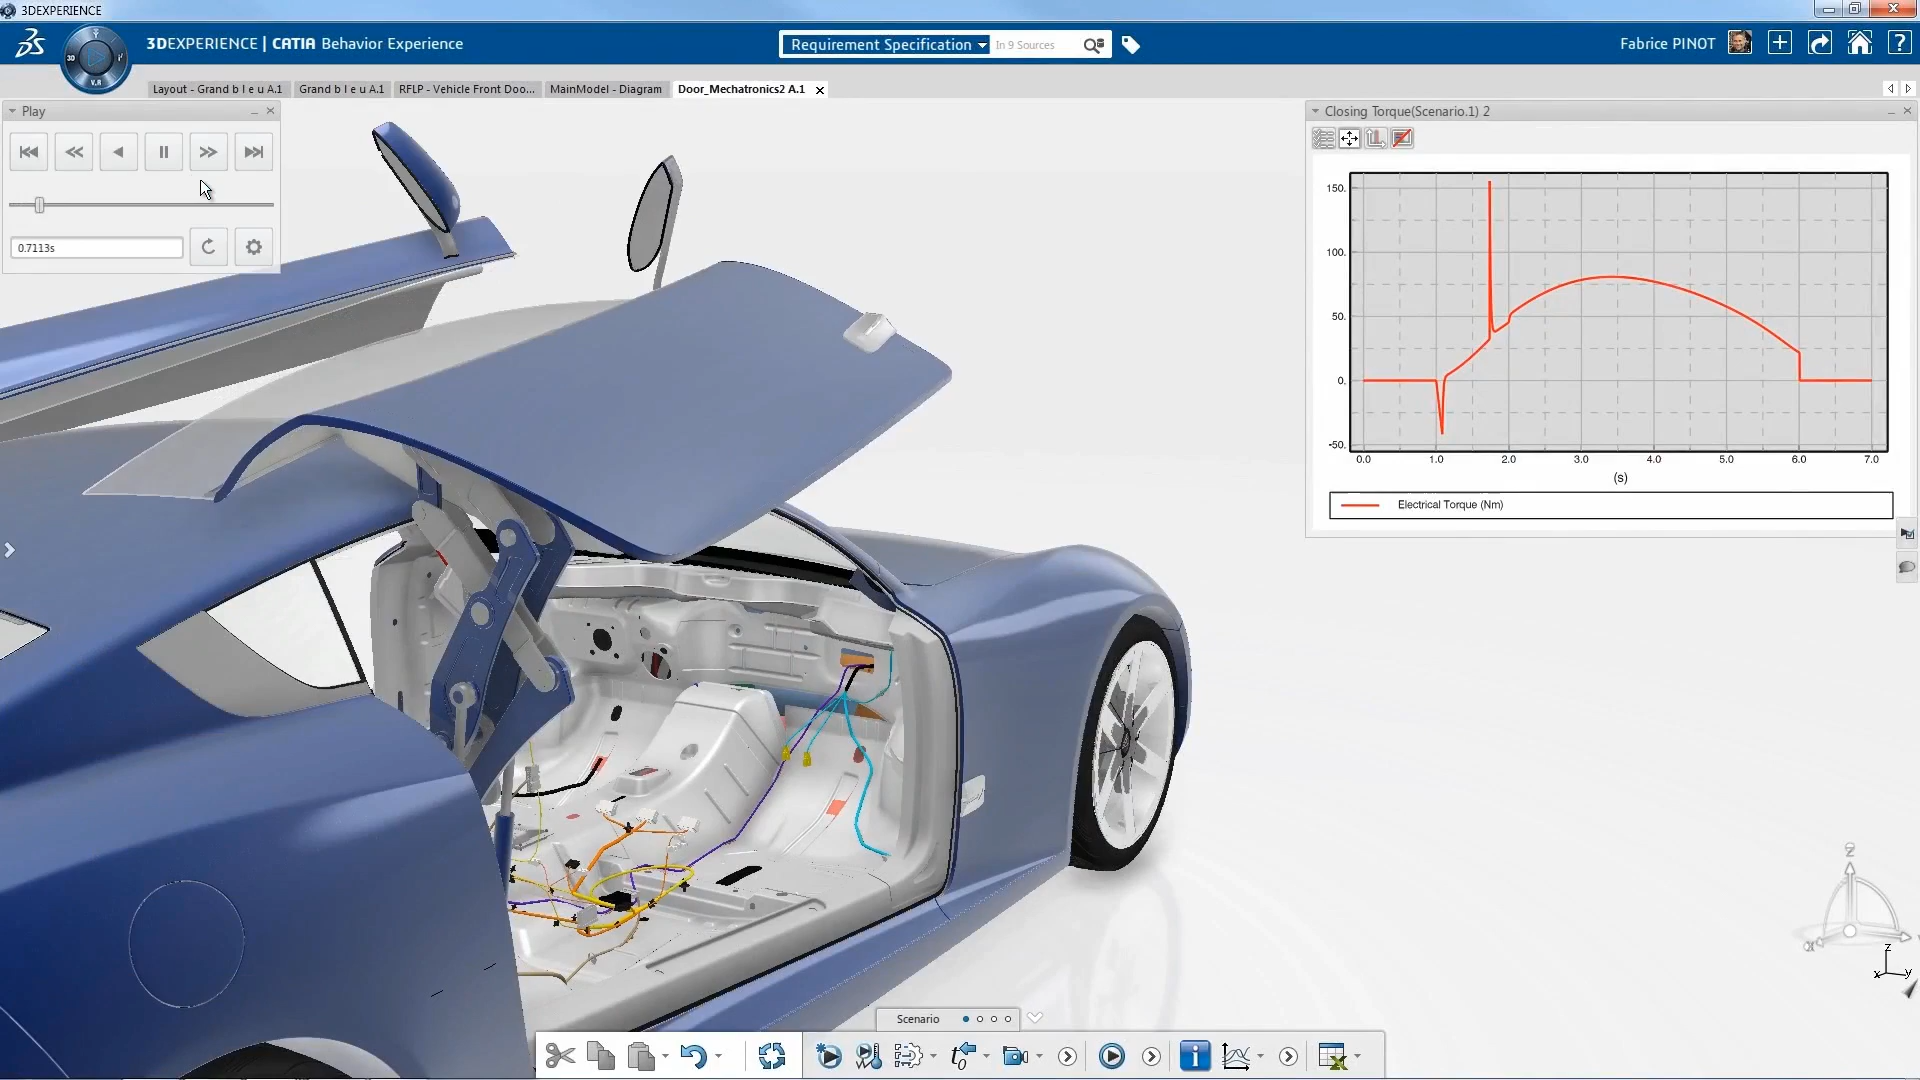 3DEXPERIENCE
3DEXPERIENCE | CATIA Behavior Experience
Requirement Specification
In 9 Sources
Fabrice PINOT
3D
V.R
Layout - Grand b l e u A.1
Grand b l e u A.1
RFLP - Vehicle Front Doo...
MainModel - Diagram
Door_Mechatronics2 A.1
Play
0.7113s
Closing Torque(Scenario.1) 2
150.
100.
50.
0.
-50.
0.0 1.0 2.0 3.0 4.0 5.0 6.0 7.0
(s)
Electrical Torque (Nm)
Z
X
z
x
y
Scenario